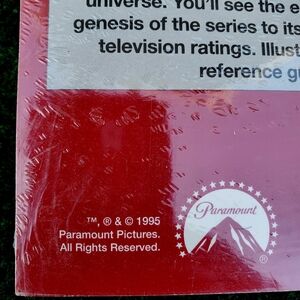 universe. You'll see the e
genesis of the series to its
television ratings. Illust
reference g
™, ® & © 1995
Paramount Pictures.
All Rights Reserved.
Paramount
®